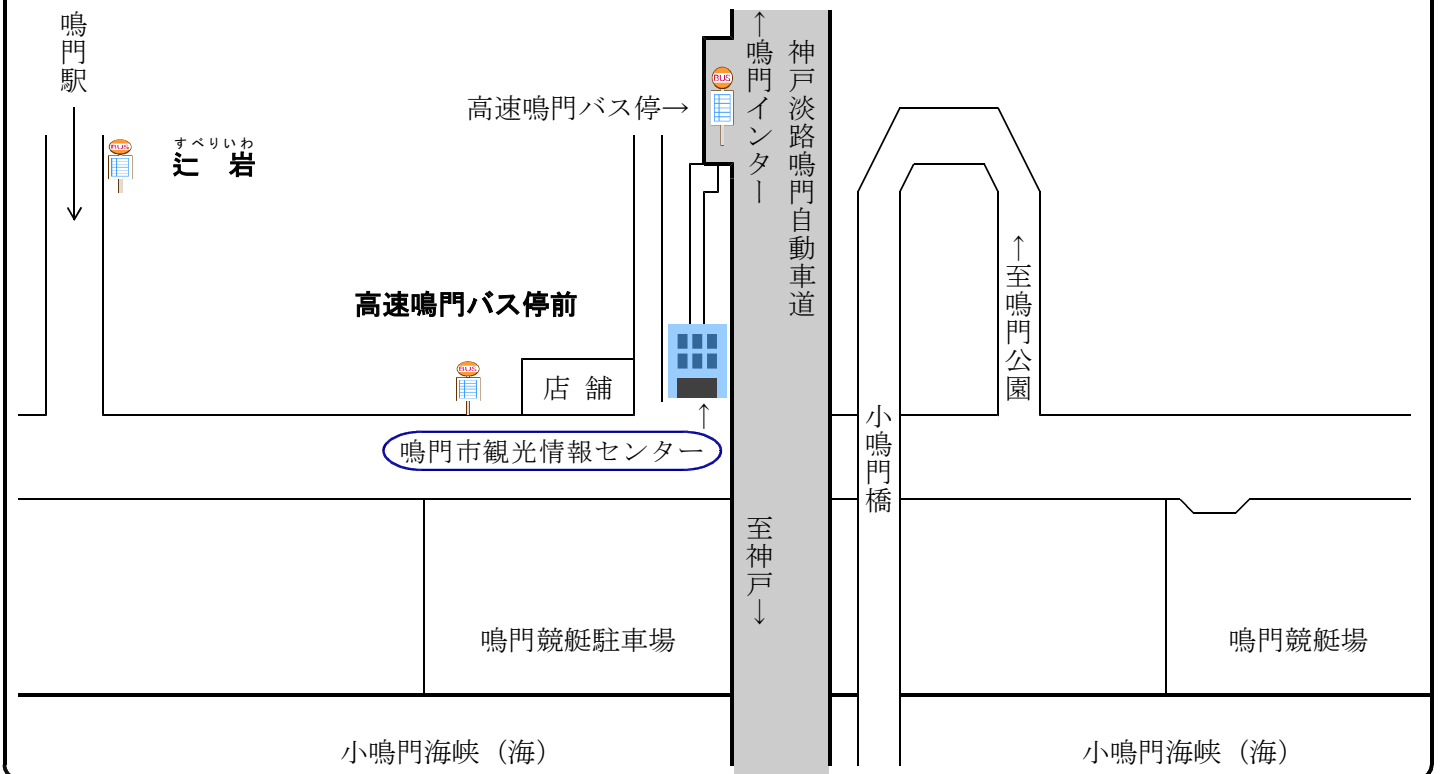 鳴門駅
BUS
すべりいわ
辷 岩
高速鳴門バス停→
BUS
↑鳴門インター
神戸淡路鳴門自動車道
高速鳴門バス停前
BUS
店 舗
↑
鳴門市観光情報センター
小鳴門橋
↑至鳴門公園
至神戸↓
鳴門競艇駐車場
鳴門競艇場
小鳴門海峡（海）
小鳴門海峡（海）